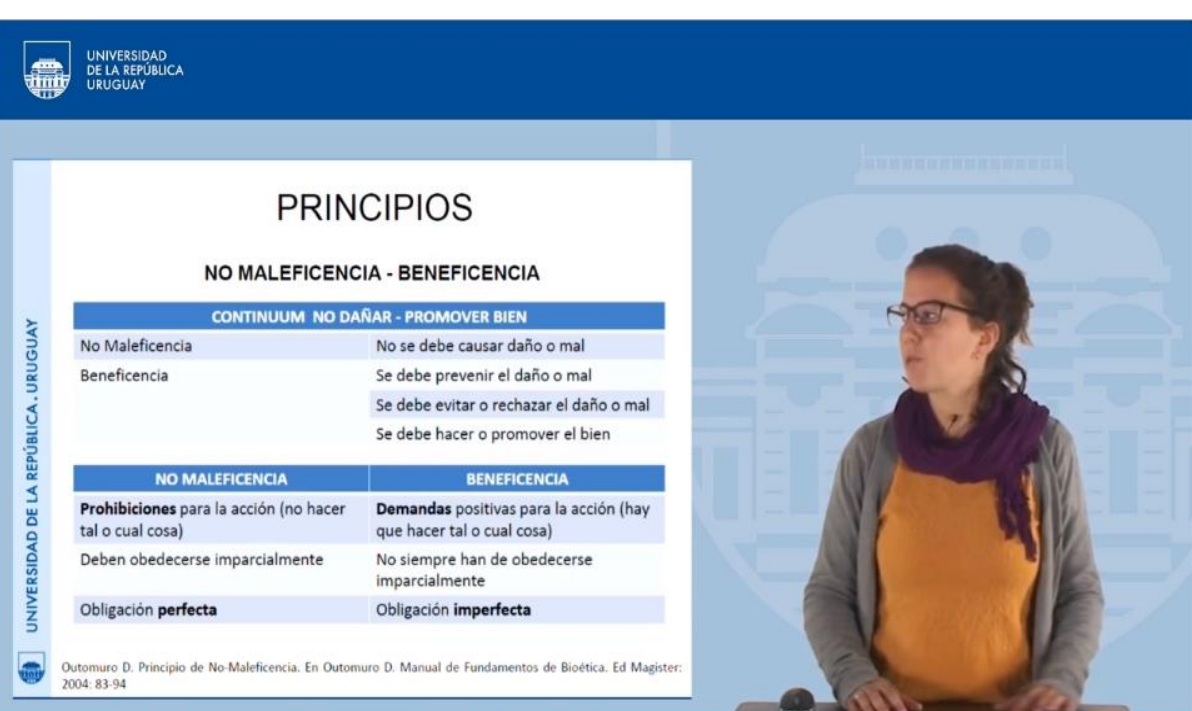 UNIVERSIDAD
DE LA REPÚBLICA
URUGUAY
UNIVERSIDAD DE LA REPÚBLICA . URUGUAY
PRINCIPIOS
NO MALEFICENCIA - BENEFICENCIA
CONTINUUM NO DAÑAR - PROMOVER BIEN
No Maleficencia
No se debe causar daño o mal
Beneficencia
Se debe prevenir el daño o mal
Se debe evitar o rechazar el daño o mal
Se debe hacer o promover el bien
NO MALEFICENCIA
BENEFICENCIA
Prohibiciones para la acción (no hacer
tal o cual cosa)
Demandas positivas para la acción (hay
que hacer tal o cual cosa)
Deben obedecerse imparcialmente
No siempre han de obedecerse
imparcialmente
Obligación perfecta
Obligación imperfecta
Outomuro D. Principio de No-Maleficencia. En Outomuro D. Manual de Fundamentos de Bioética. Ed Magister:
2004: 83-94